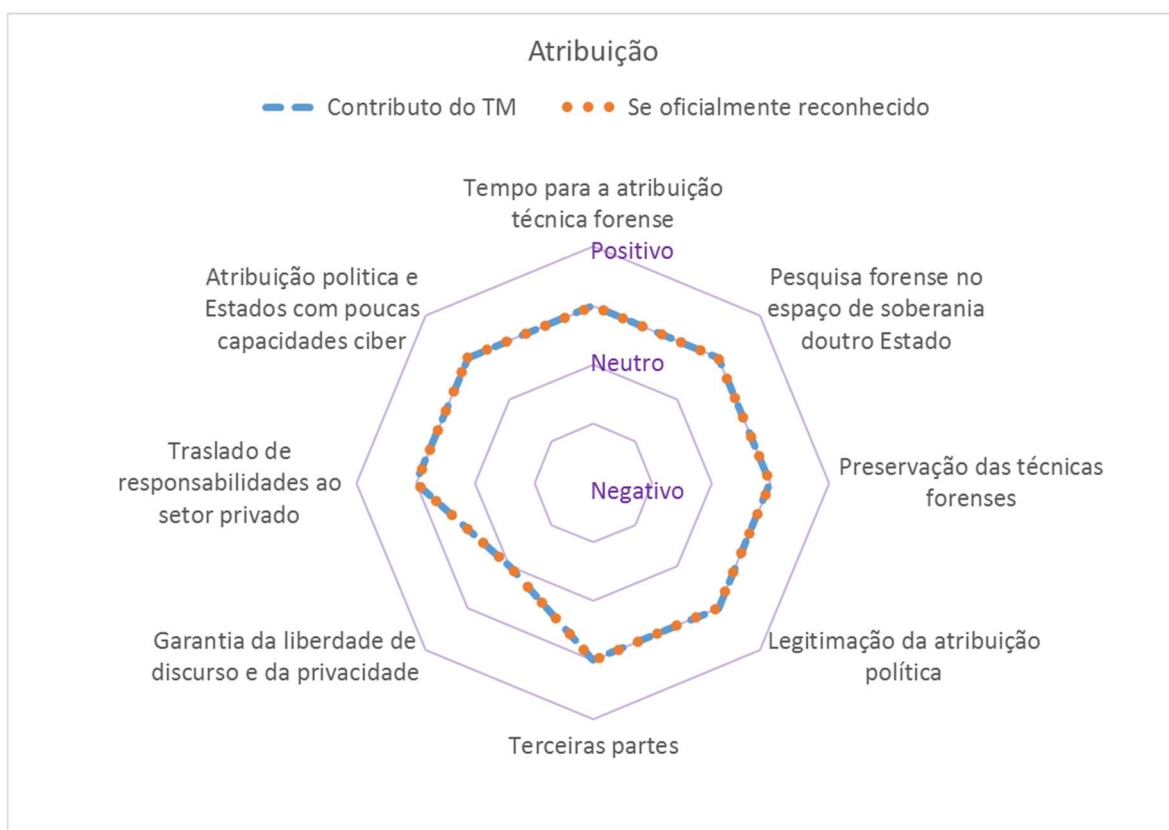 Atribuição
Contributo do TM
Se oficialmente reconhecido
Tempo para a atribuição
técnica forense
Positivo
Atribuição politica e
Estados com poucas
capacidades ciber
Pesquisa forense no
espaço de soberania
doutro Estado
Neutro
Traslado de
responsabilidades ao
setor privado
Negativo
Preservação das técnicas
forenses
Garantia da liberdade de
discurso e da privacidade
Legitimação da atribuição
política
Terceiras partes